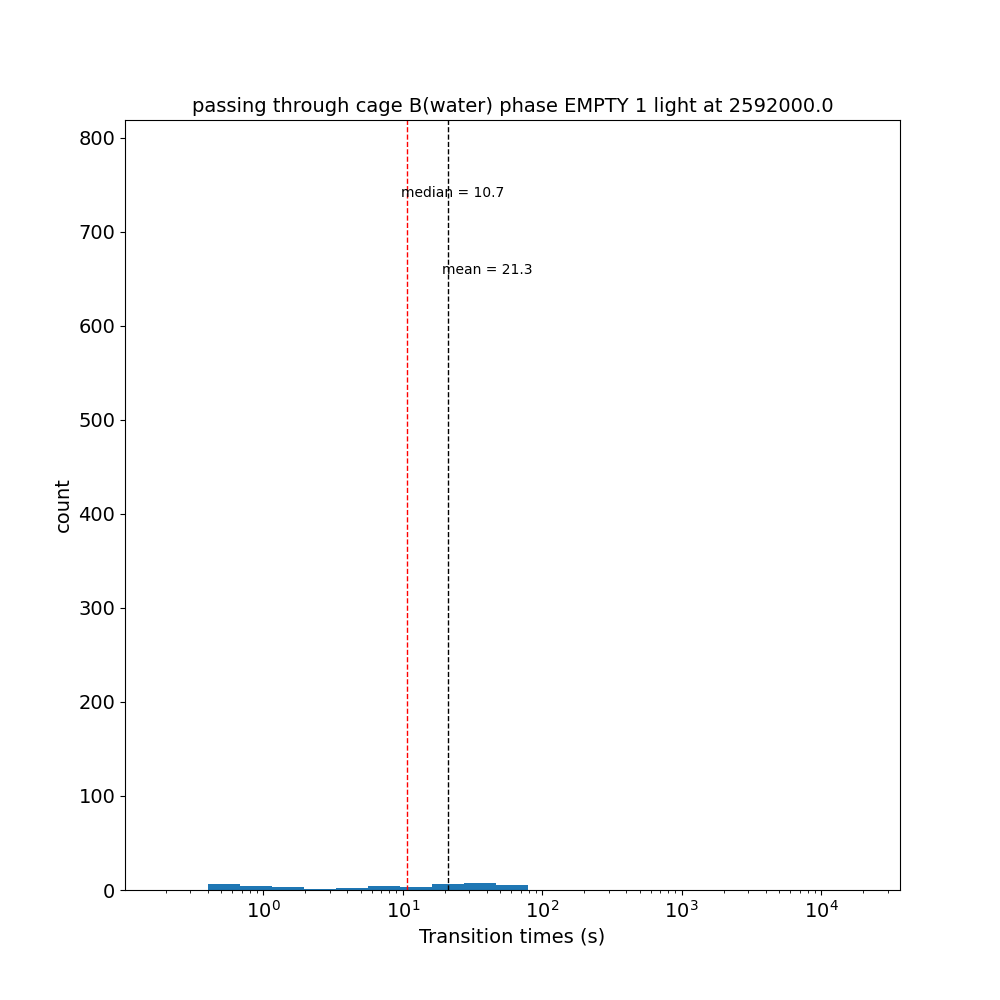 passing through cage B(water) phase EMPTY 1 light at 2592000.0
800
median = 10.7
700
mean = 21.3
600
500
400
count
300
200
100
0
10^0 10^1 10^2 10^3 10^4
Transition times (s)